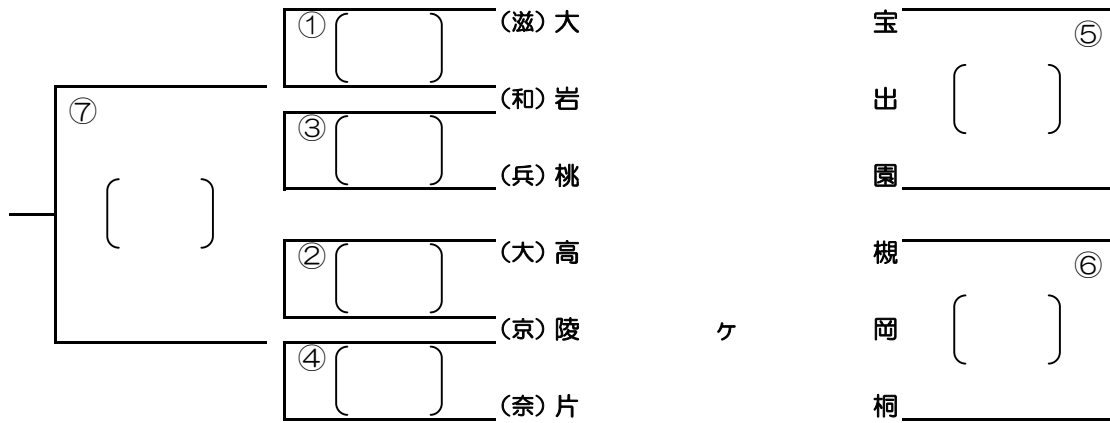 ① (滋) 大 宝 ⑤
⑦ (和) 岩 出
③ (兵) 桃 園
② (大) 高 槻 ⑥
(京) 陵 ヶ 岡
④ (奈) 片 桐